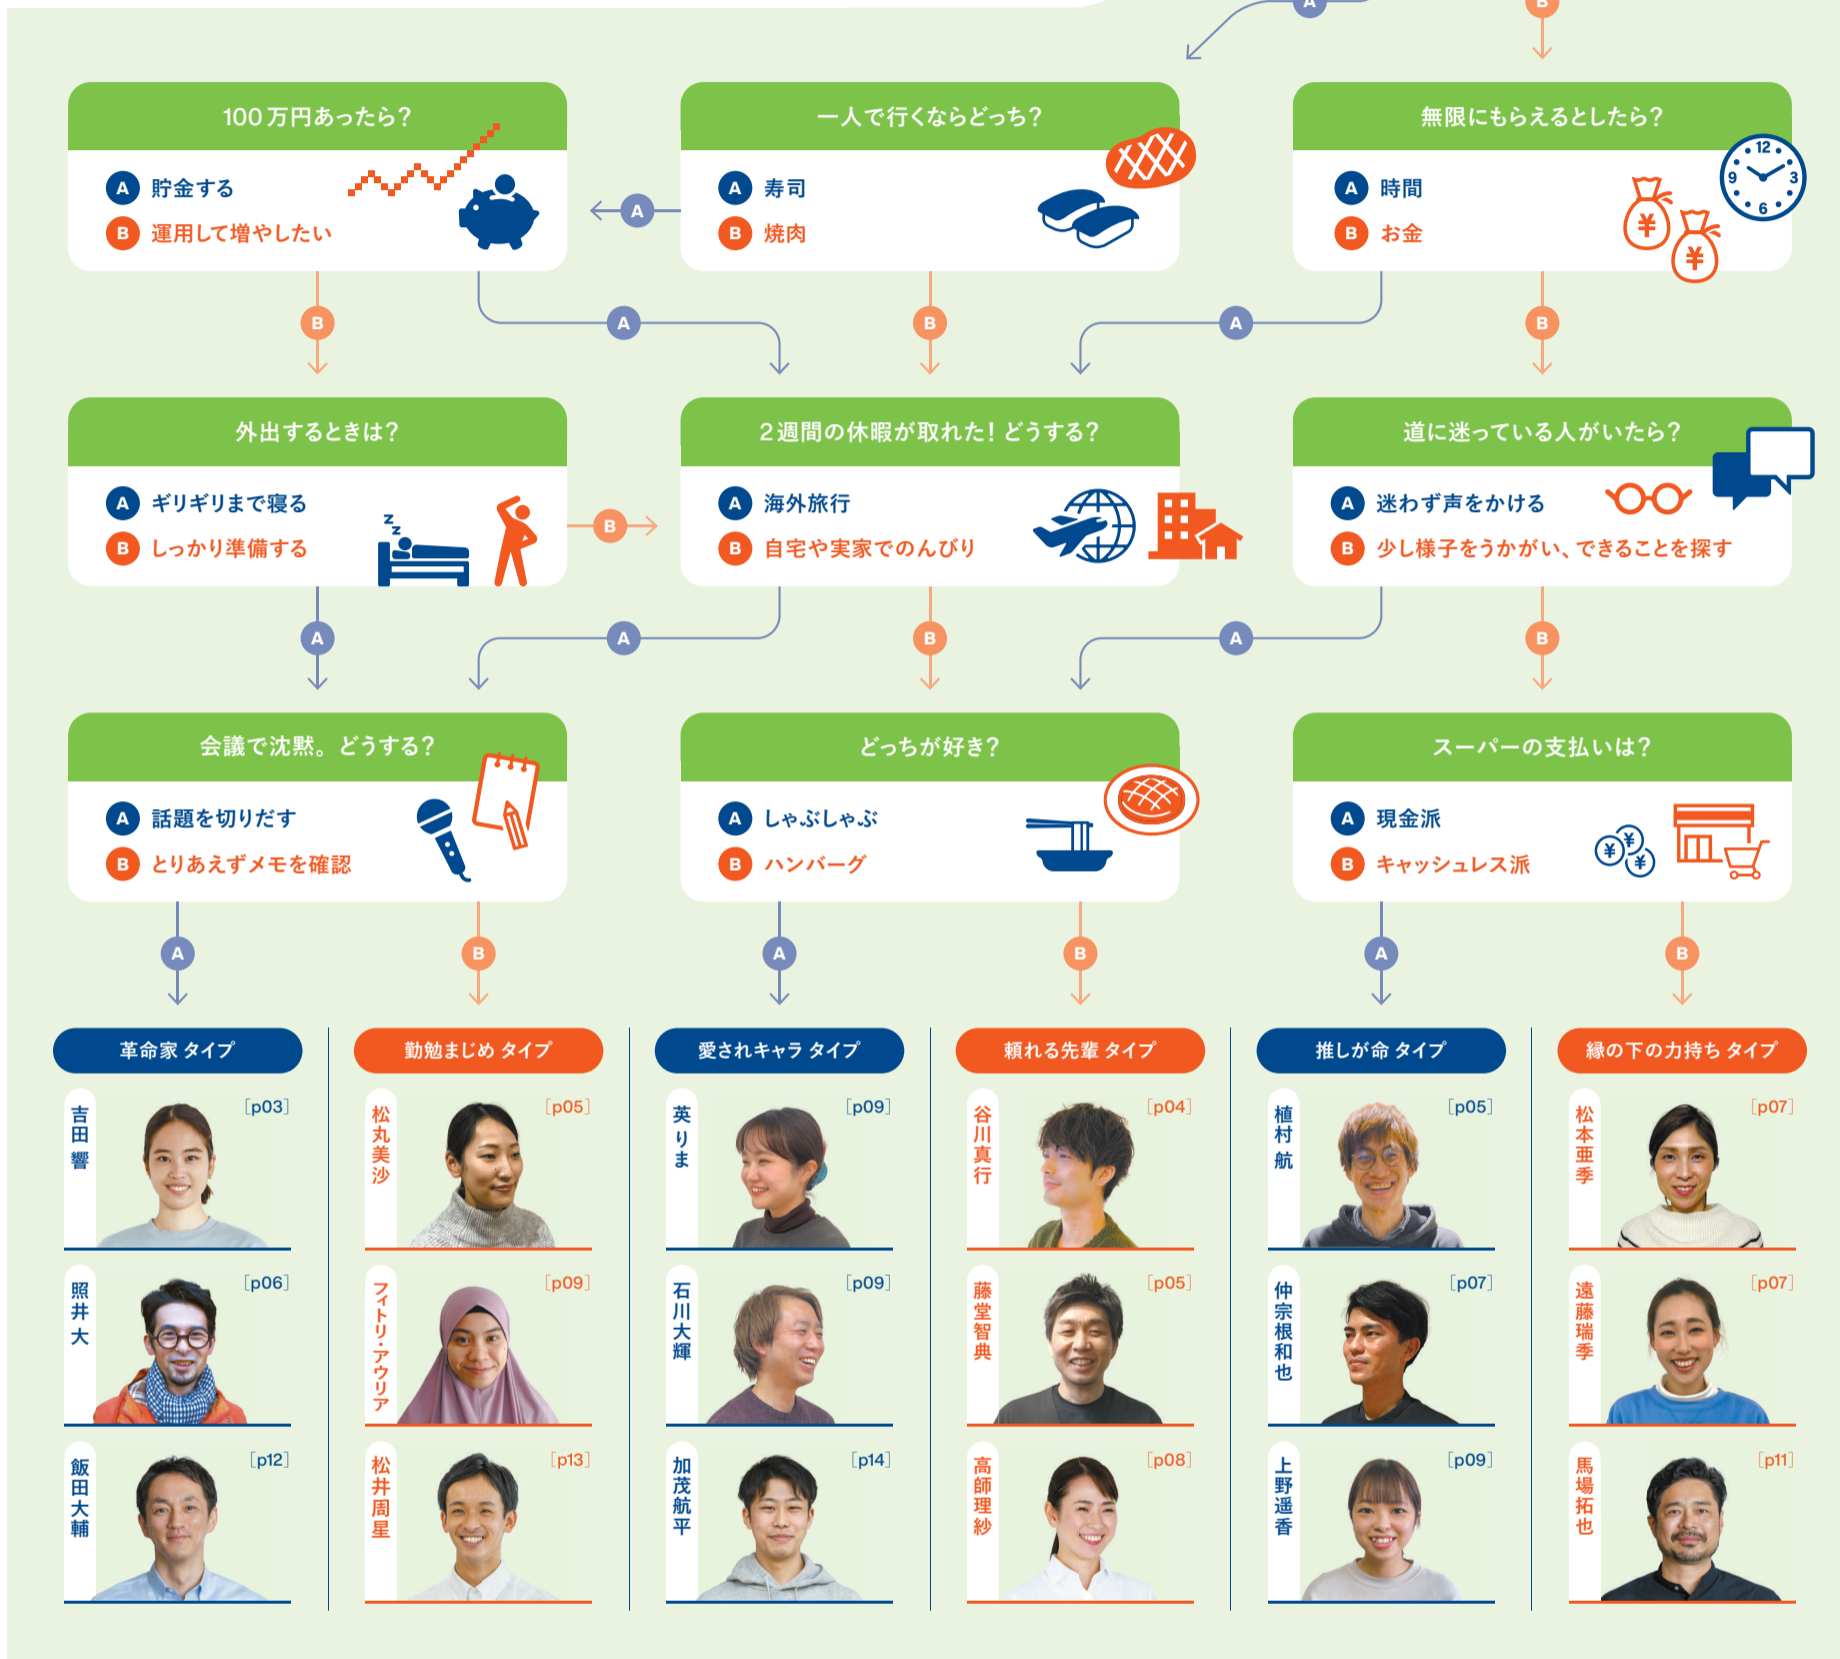 A
B
100万円あったら？
A 貯金する
B 運用して増やしたい
一人で行くならどっち？
A 寿司
B 焼肉
無限にもらえるとしたら？
A 時間
B お金
12
9
3
6
¥
¥
A
B
A
B
A
B
外出するときは？
A ギリギリまで寝る
B しっかり準備する
z
z
2週間の休暇が取れた！どうする？
A 海外旅行
B 自宅や実家でのんびり
道に迷っている人がいたら？
A 迷わず声をかける
B 少し様子をうかがい、できることを探す
B
A
A
B
A
B
会議で沈黙。どうする？
A 話題を切りだす
B とりあえずメモを確認
どっちが好き？
A しゃぶしゃぶ
B ハンバーグ
スーパーの支払いは？
A 現金派
B キャッシュレス派
¥
¥
¥
A
B
A
B
A
B
革命家 タイプ
吉田 響
[p03]
照井 大
[p06]
飯田大輔
[p12]
勤勉まじめ タイプ
松丸美沙
[p05]
フィトリ・アウリア
[p09]
松井周星
[p13]
愛されキャラ タイプ
英 りま
[p09]
石川大輝
[p09]
加茂航平
[p14]
頼れる先輩 タイプ
谷川真行
[p04]
藤堂智典
[p05]
高師理紗
[p08]
推しが命 タイプ
植村 航
[p05]
仲宗根和也
[p07]
上野遥香
[p09]
縁の下の力持ち タイプ
松本亜季
[p07]
遠藤瑞季
[p07]
馬場拓也
[p11]